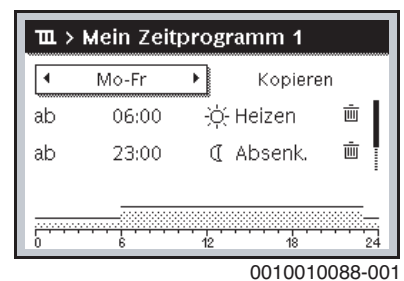 > Mein Zeitprogramm 1
Mo-Fr Kopieren
ab 06:00 Heizen
ab 23:00 Absenk.
0 6 12 18 24
0010010088-001